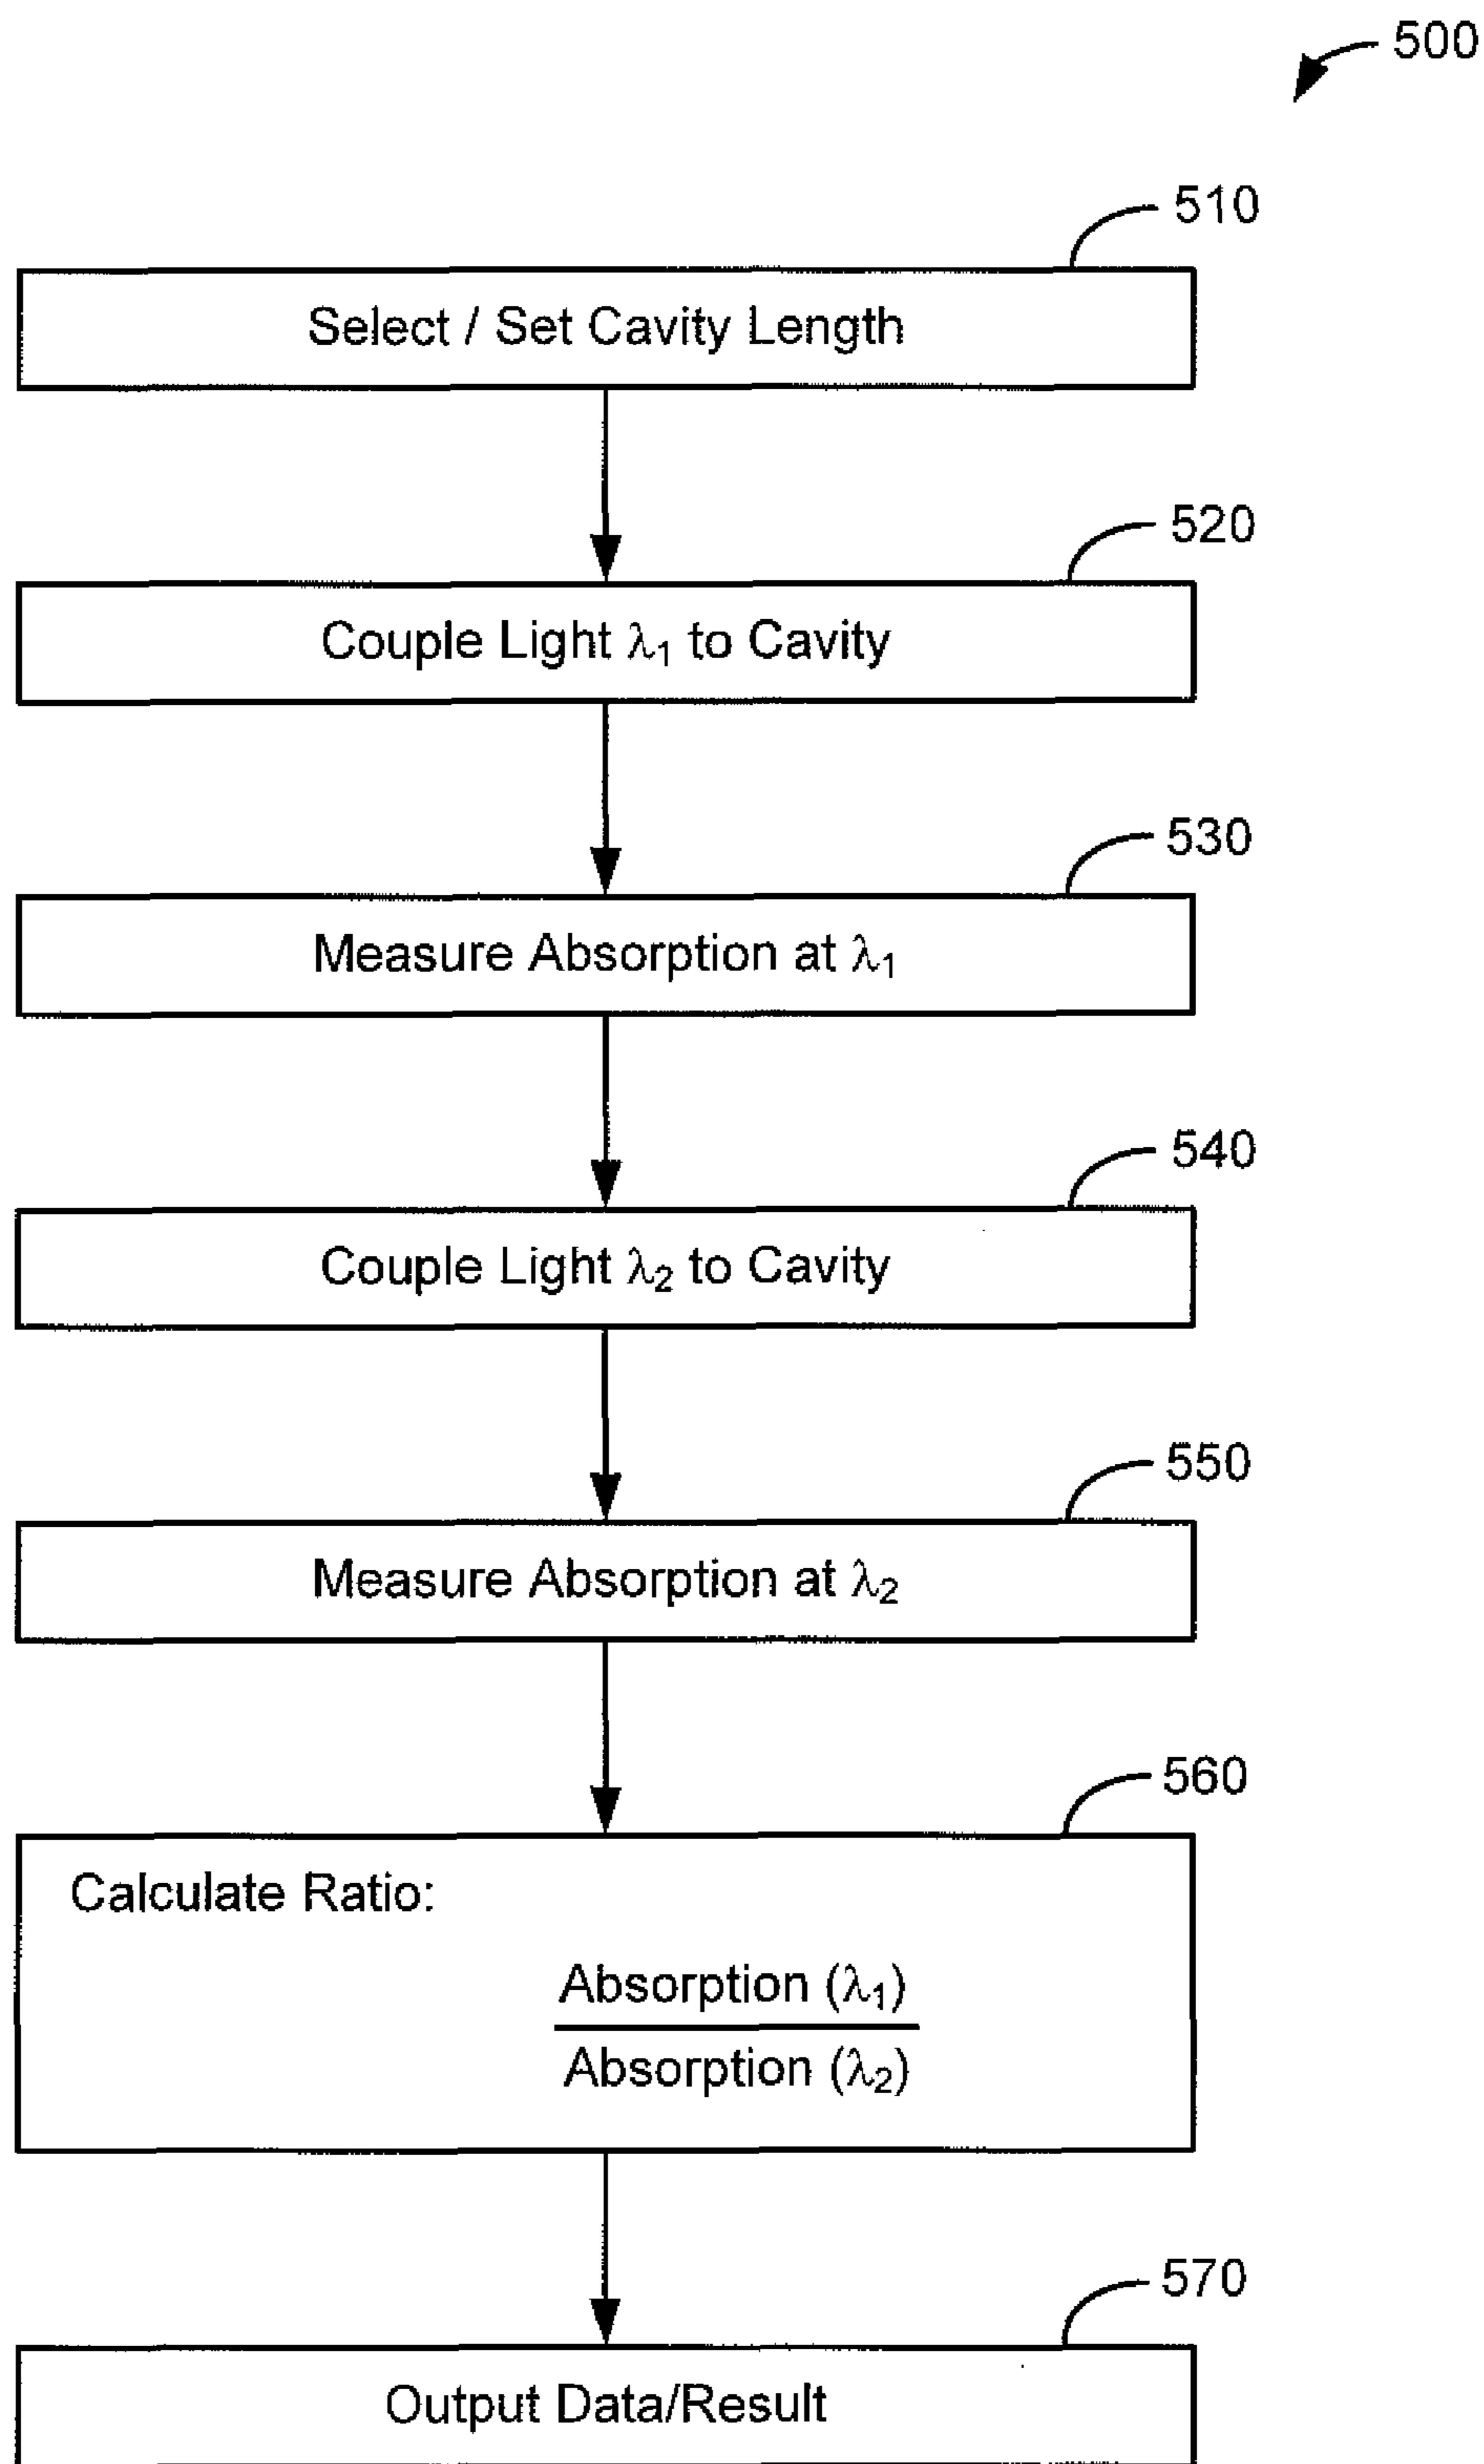 500
510
Select / Set Cavity Length
520
Couple Light λ₁ to Cavity
530
Measure Absorption at λ₁
540
Couple Light λ₂ to Cavity
550
Measure Absorption at λ₂
560
Calculate Ratio:
Absorption (λ₁)
Absorption (λ₂)
570
Output Data/Result